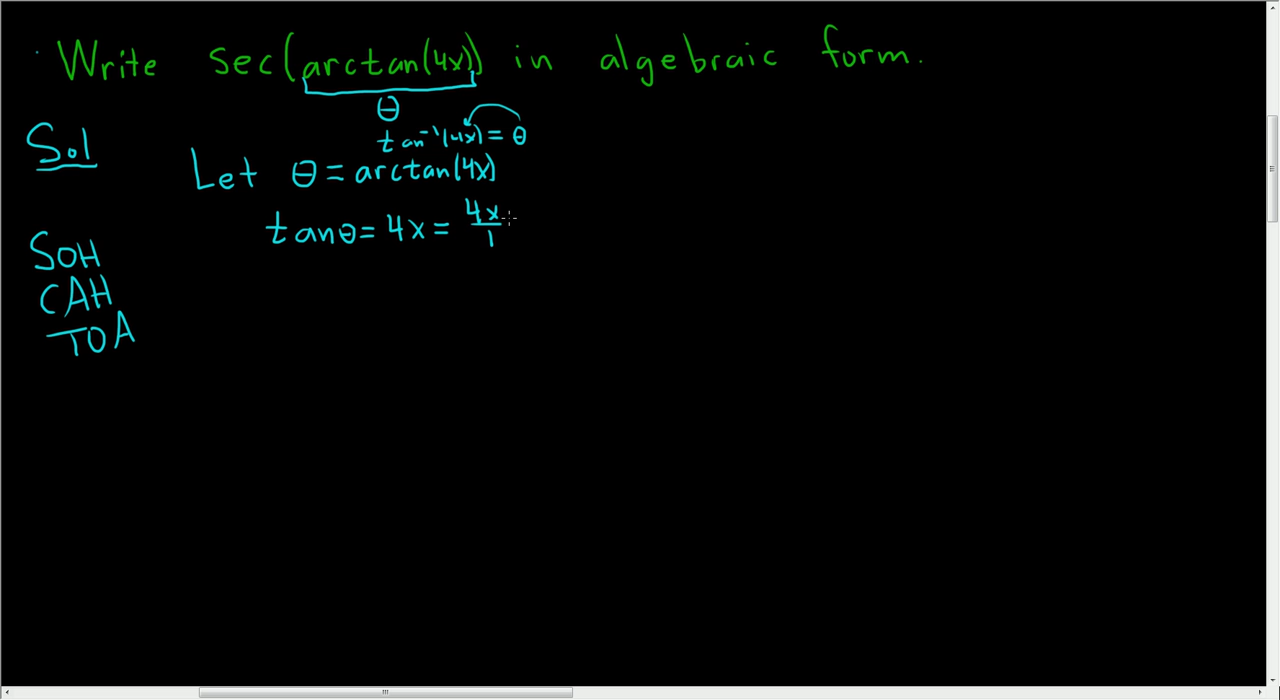 Write sec(arctan(4x)) in algebraic form.
θ
tan⁻¹(4x) = θ
Sol
Let θ = arctan(4x)
tanθ = 4x = 4x/1
SOH
CAH
TOA